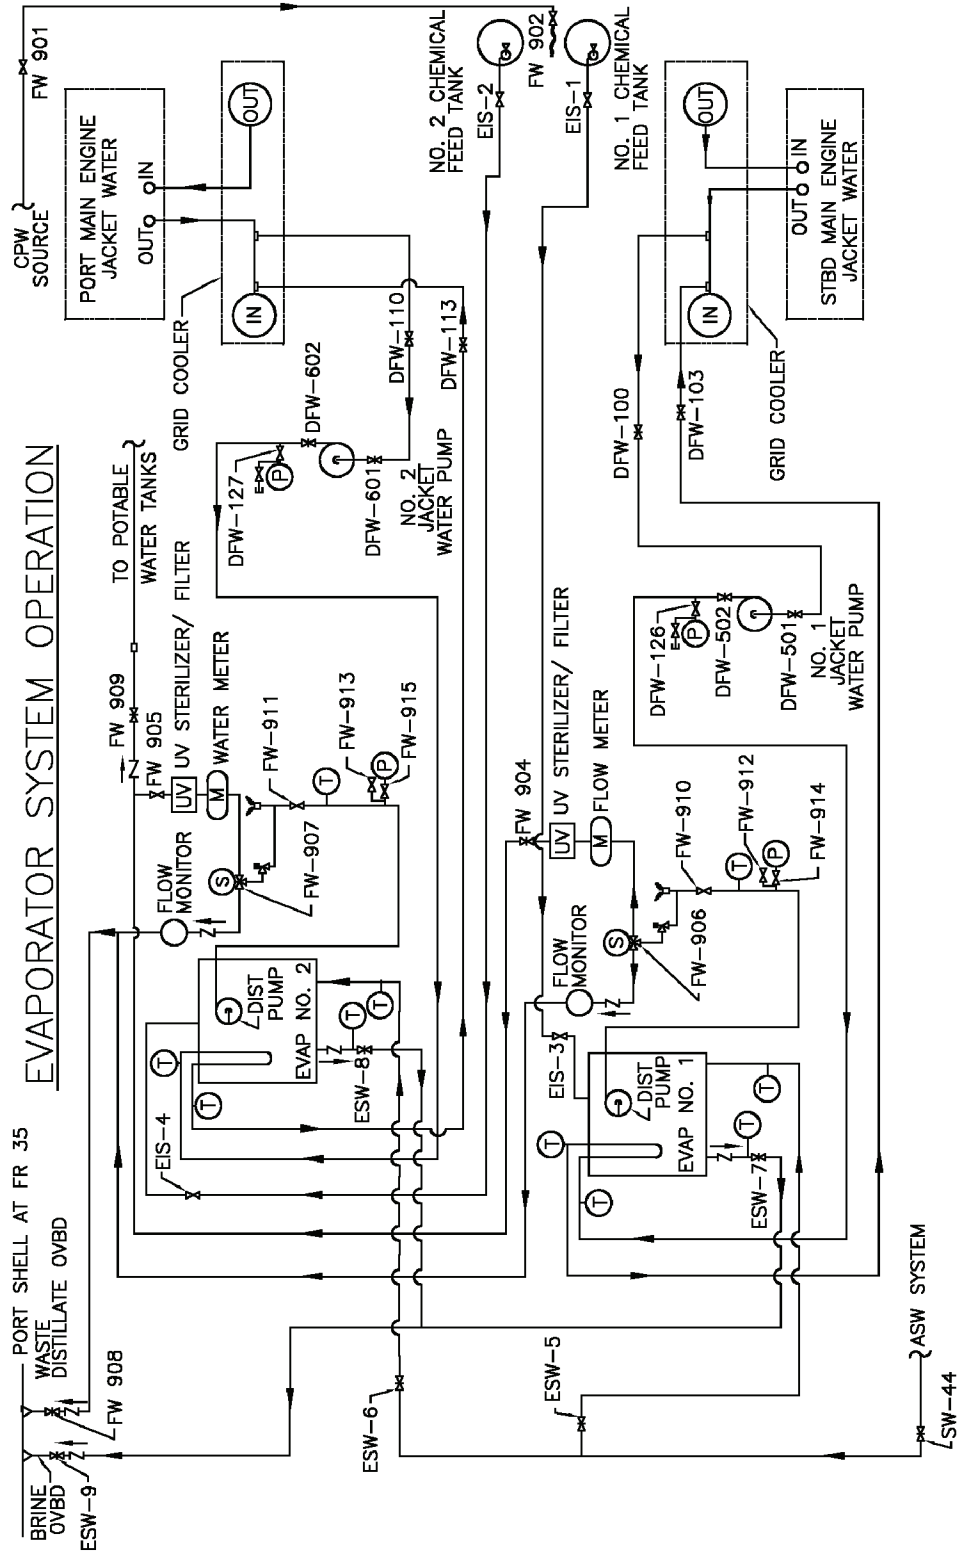 EVAPORATOR SYSTEM OPERATION
PORT SHELL AT FR 35
WASTE
DISTILLATE OVBD
FW 908
BRINE
OVBD
ESW-9
TO POTABLE
WATER TANKS
FW 909
FW 905
UV STERILIZER/ FILTER
UV
WATER METER
M
FLOW
MONITOR
S
FW-907
FW-911
FW-913
FW-915
T
P
DIST
PUMP
EVAP NO. 2
T
T
T
T
ESW-8
EIS-4
CPW
SOURCE
FW 901
PORT MAIN ENGINE
JACKET WATER
OUT
IN
GRID COOLER
IN
OUT
DFW-110
DFW-113
DFW-127
P
DFW-602
DFW-601
NO. 2
JACKET
WATER PUMP
NO. 2 CHEMICAL
FEED TANK
EIS-2
FW 902
EIS-1
NO. 1 CHEMICAL
FEED TANK
FW 904
UV STERILIZER/ FILTER
UV
FLOW METER
M
FLOW
MONITOR
S
FW-906
FW-910
FW-912
FW-914
T
P
EIS-3
DIST
PUMP
EVAP NO. 1
T
T
T
T
ESW-7
DFW-100
DFW-103
IN
OUT
GRID COOLER
OUT
IN
STBD MAIN ENGINE
JACKET WATER
DFW-126
P
DFW-502
DFW-501
NO. 1
JACKET
WATER PUMP
ESW-6
ESW-5
ASW SYSTEM
SW-44